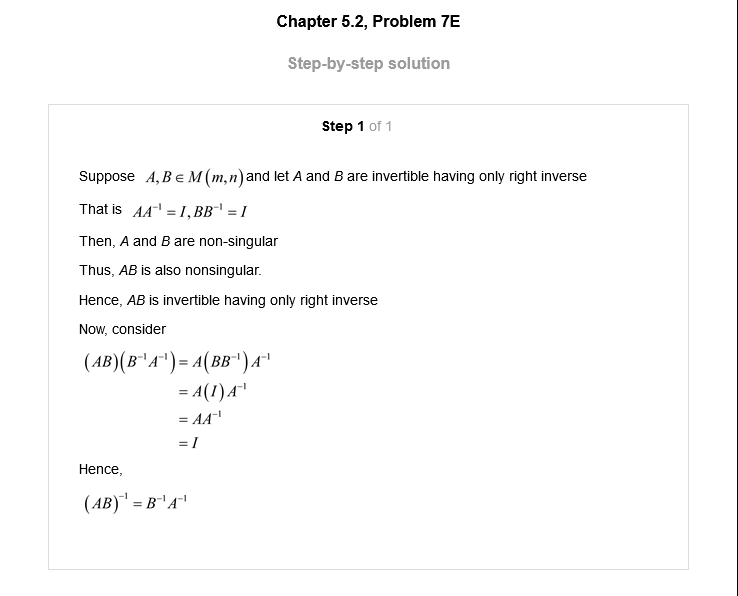 Chapter 5.2, Problem 7E
Step-by-step solution
Step 1 of 1
Suppose A, B ∈ M(m,n) and let A and B are invertible having only right inverse
That is AA⁻¹ = I, BB⁻¹ = I
Then, A and B are non-singular
Thus, AB is also nonsingular.
Hence, AB is invertible having only right inverse
Now, consider
(AB)(B⁻¹A⁻¹) = A(BB⁻¹)A⁻¹
= A(I)A⁻¹
= AA⁻¹
= I
Hence,
(AB)⁻¹ = B⁻¹A⁻¹